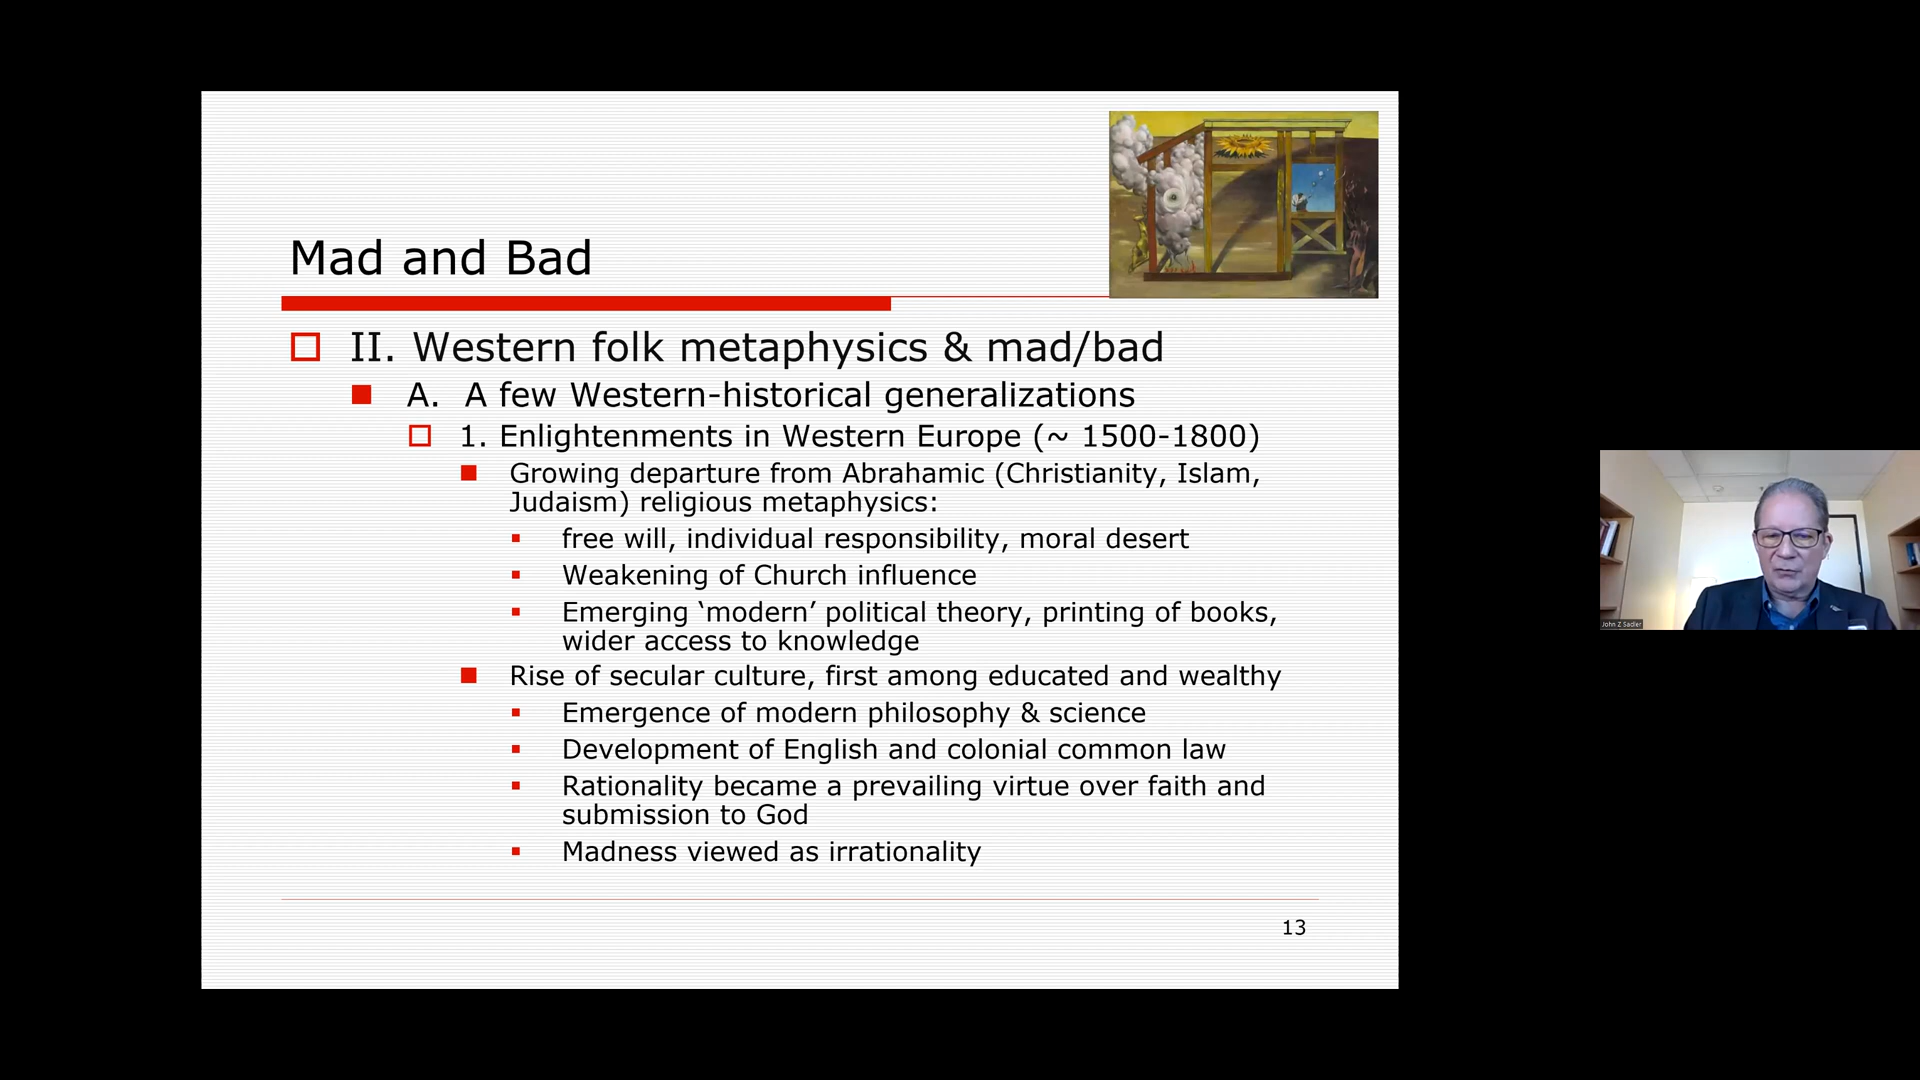 Mad and Bad
II. Western folk metaphysics & mad/bad
A. A few Western-historical generalizations
1. Enlightenments in Western Europe (~ 1500-1800)
Growing departure from Abrahamic (Christianity, Islam,
Judaism) religious metaphysics:
free will, individual responsibility, moral desert
Weakening of Church influence
Emerging ‘modern’ political theory, printing of books,
wider access to knowledge
Rise of secular culture, first among educated and wealthy
Emergence of modern philosophy & science
Development of English and colonial common law
Rationality became a prevailing virtue over faith and
submission to God
Madness viewed as irrationality
13
John Z Sadler